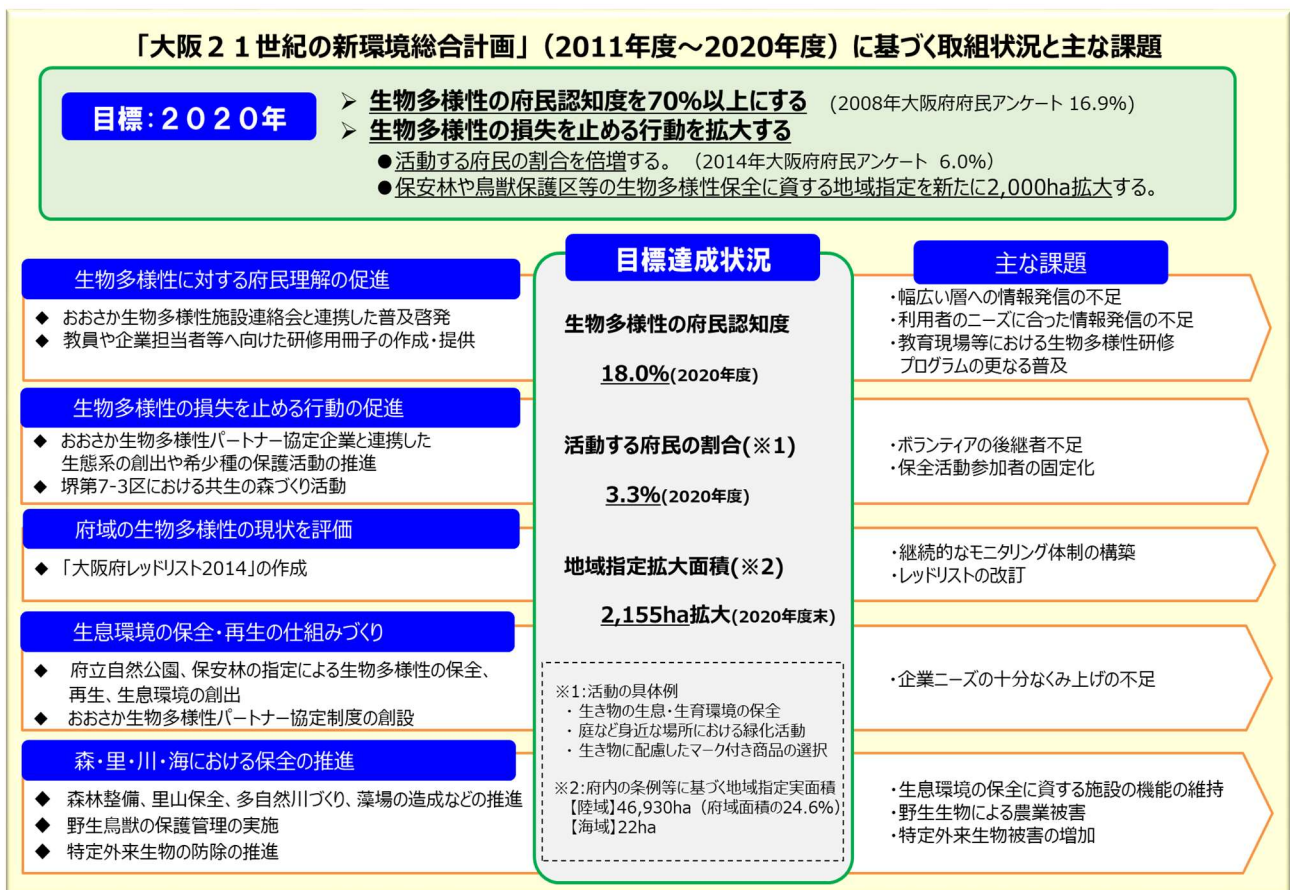 「大阪２１世紀の新環境総合計画」（2011年度～2020年度）に基づく取組状況と主な課題
目標：２０２０年
➢ 生物多様性の府民認知度を70%以上にする （2008年大阪府府民アンケート 16.9%）
➢ 生物多様性の損失を止める行動を拡大する
●活動する府民の割合を倍増する。（2014年大阪府府民アンケート 6.0%）
●保安林や鳥獣保護区等の生物多様性保全に資する地域指定を新たに2,000ha拡大する。
生物多様性に対する府民理解の促進
◆ おおさか生物多様性施設連絡会と連携した普及啓発
◆ 教員や企業担当者等へ向けた研修用冊子の作成・提供
生物多様性の損失を止める行動の促進
◆ おおさか生物多様性パートナー協定企業と連携した
生態系の創出や希少種の保護活動の推進
◆ 堺第7-3区における共生の森づくり活動
府域の生物多様性の現状を評価
◆ 「大阪府レッドリスト2014」の作成
生息環境の保全・再生の仕組みづくり
◆ 府立自然公園、保安林の指定による生物多様性の保全、
再生、生息環境の創出
◆ おおさか生物多様性パートナー協定制度の創設
森・里・川・海における保全の推進
◆ 森林整備、里山保全、多自然川づくり、藻場の造成などの推進
◆ 野生鳥獣の保護管理の実施
◆ 特定外来生物の防除の推進
目標達成状況
生物多様性の府民認知度
18.0%(2020年度)
活動する府民の割合(※1)
3.3%(2020年度)
地域指定拡大面積(※2)
2,155ha拡大(2020年度末)
※1:活動の具体例
・ 生き物の生息・生育環境の保全
・ 庭など身近な場所における緑化活動
・ 生き物に配慮したマーク付き商品の選択
※2:府内の条例等に基づく地域指定実面積
【陸域】46,930ha（府域面積の24.6%）
【海域】22ha
主な課題
・幅広い層への情報発信の不足
・利用者のニーズに合った情報発信の不足
・教育現場等における生物多様性研修
プログラムの更なる普及
・ボランティアの後継者不足
・保全活動参加者の固定化
・継続的なモニタリング体制の構築
・レッドリストの改訂
・企業ニーズの十分なくみ上げの不足
・生息環境の保全に資する施設の機能の維持
・野生生物による農業被害
・特定外来生物被害の増加